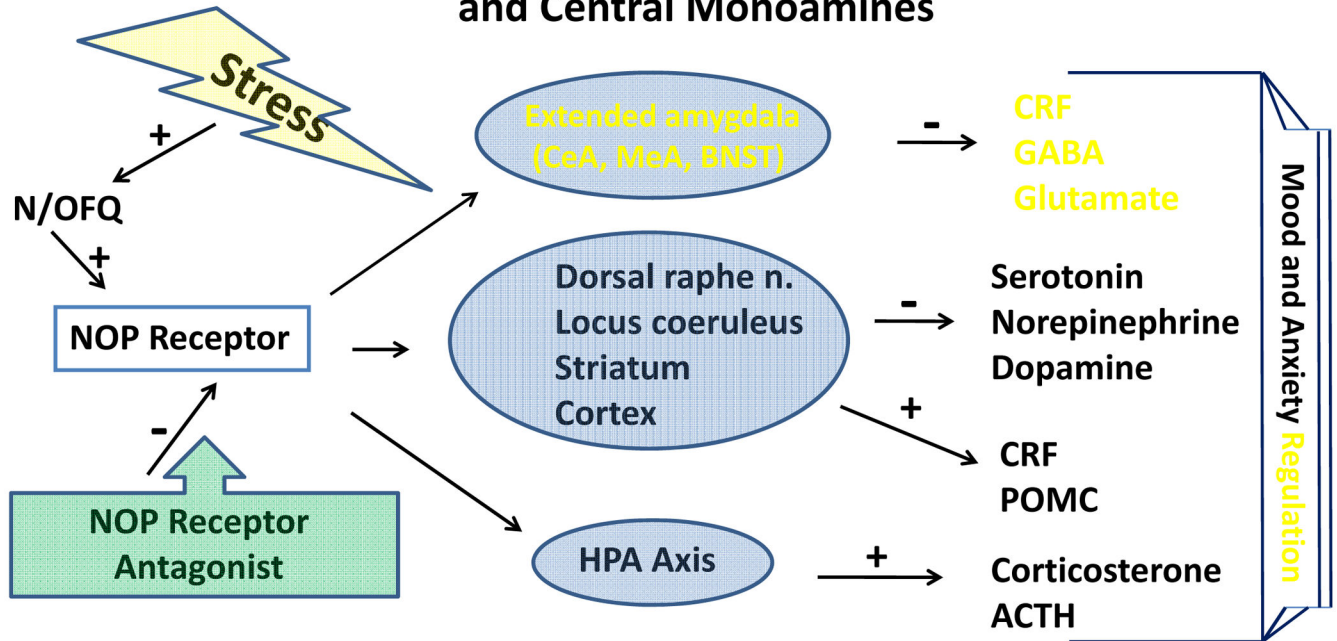 and Central Monoamines
Stress
+
N/OFQ
+
NOP Receptor
-
NOP Receptor
Antagonist
Extended amygdala
(CeA, MeA, BNST)
-
CRF
GABA
Glutamate
Dorsal raphe n.
Locus coeruleus
Striatum
Cortex
-
Serotonin
Norepinephrine
Dopamine
+
CRF
POMC
HPA Axis
+
Corticosterone
ACTH
Mood and Anxiety Regulation